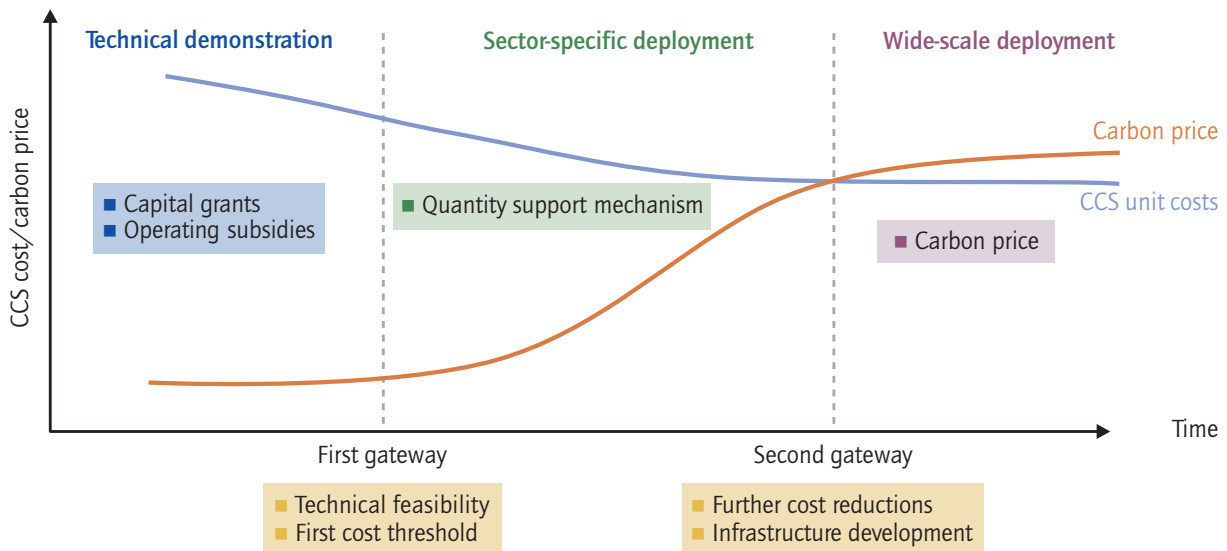 Technical demonstration
Sector-specific deployment
Wide-scale deployment
CCS cost/carbon price
Carbon price
CCS unit costs
■ Capital grants
■ Operating subsidies
■ Quantity support mechanism
■ Carbon price
Time
First gateway
Second gateway
■ Technical feasibility
■ First cost threshold
■ Further cost reductions
■ Infrastructure development